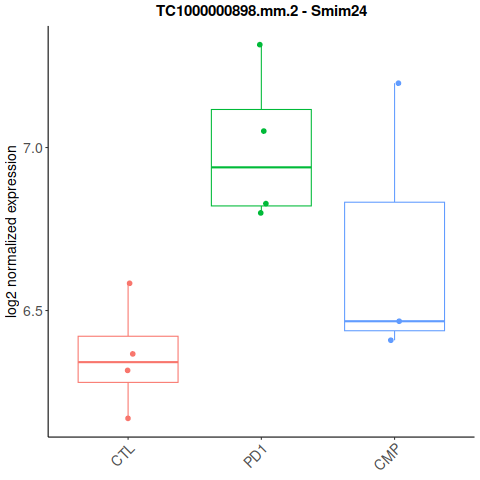 TC1000000898.mm.2 - Smim24
log2 normalized expression
7.0
6.5
CTL
PD1
CMP